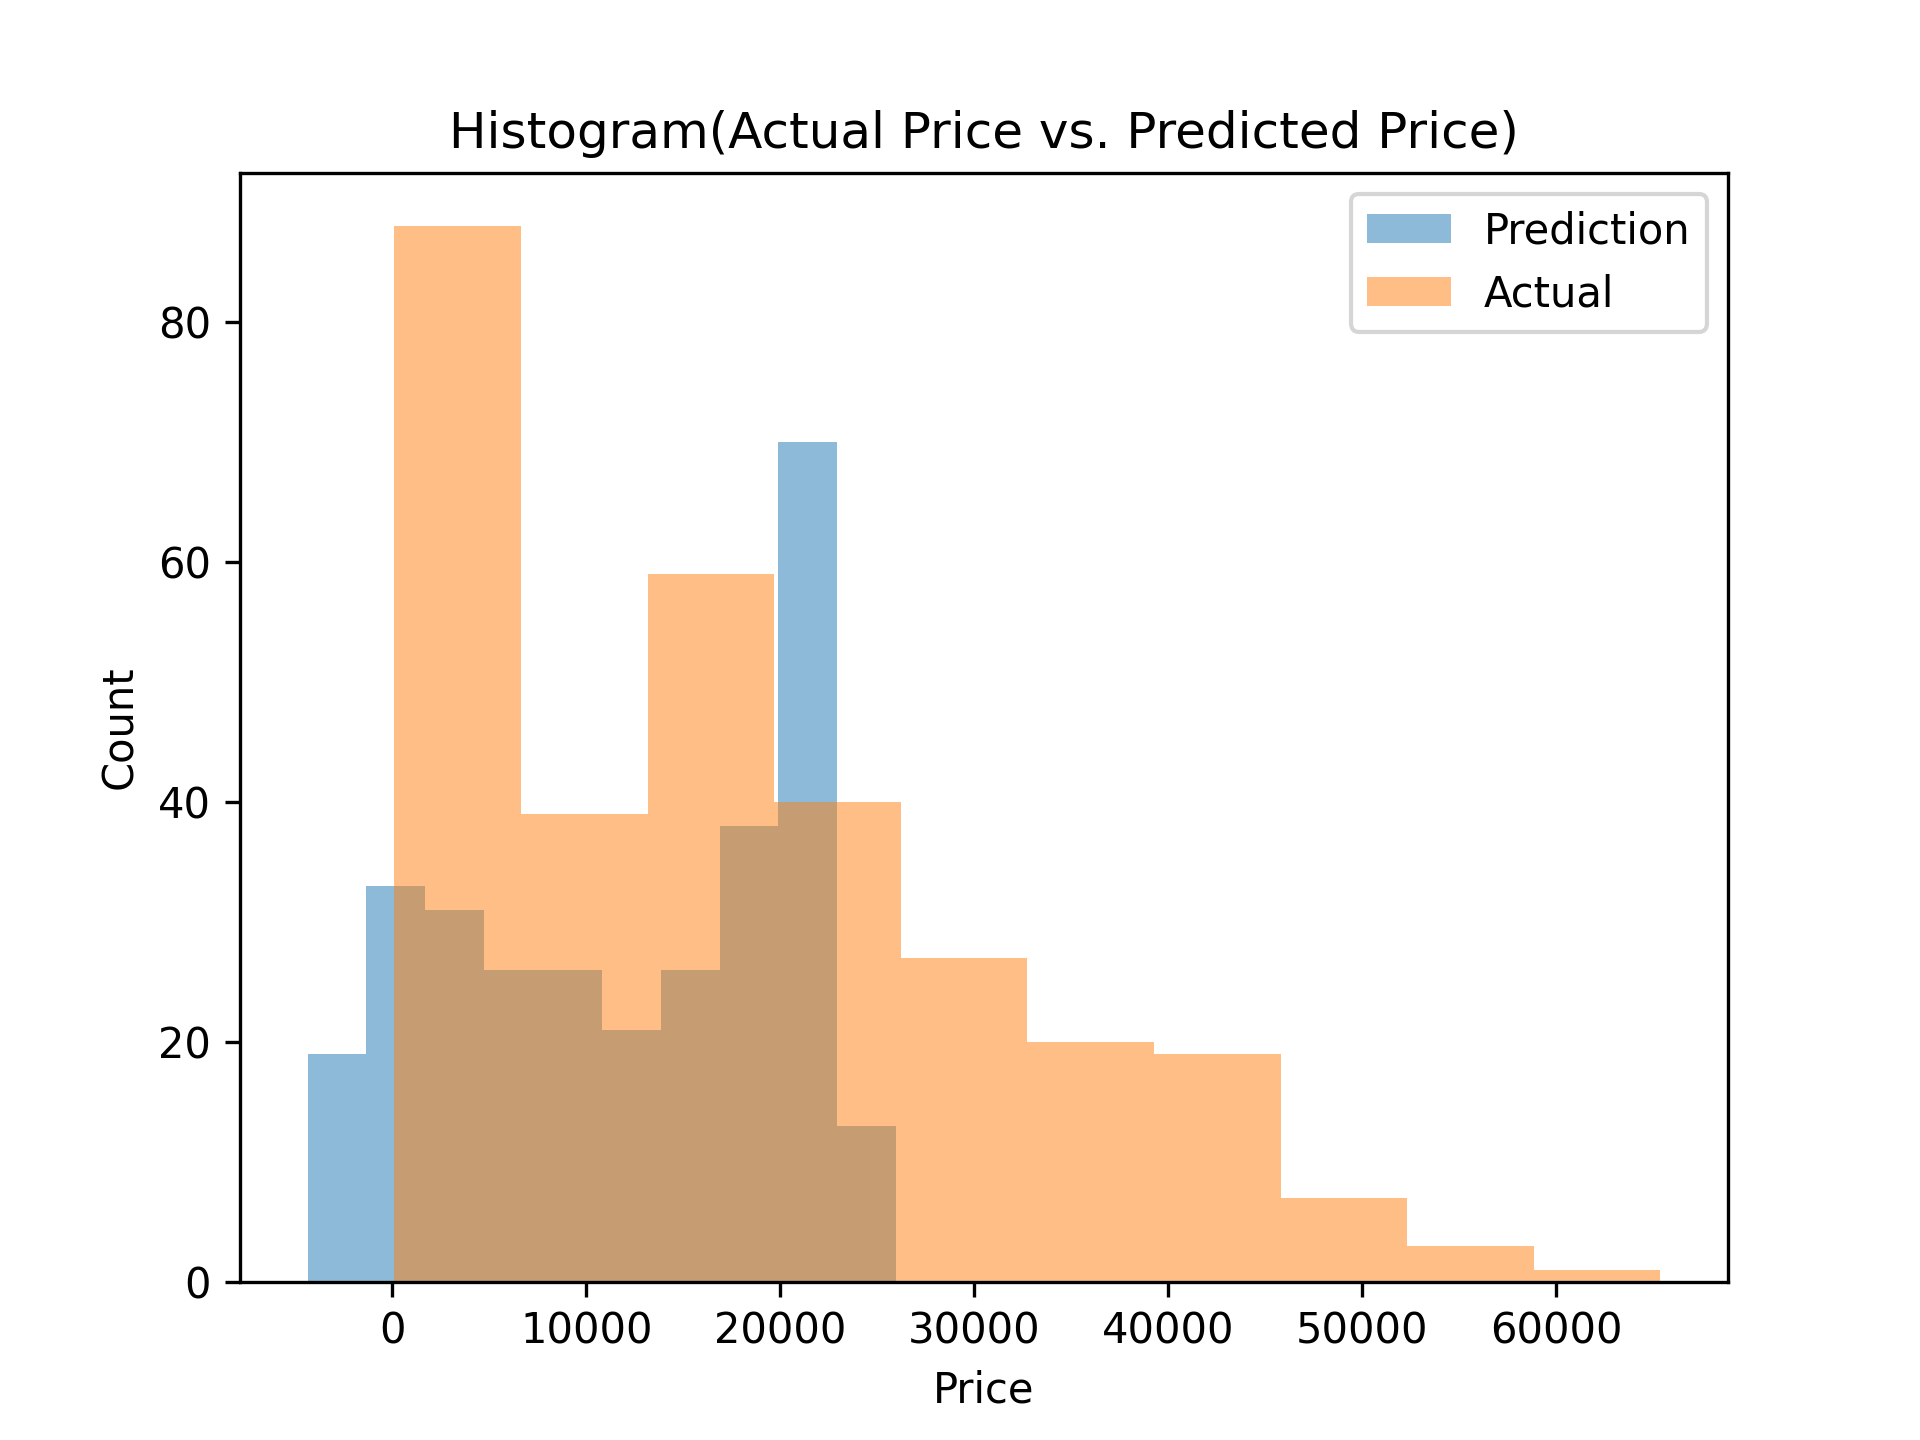 Histogram(Actual Price vs. Predicted Price)
Prediction
Actual
80
60
40
20
0
Count
0 10000 20000 30000 40000 50000 60000
Price